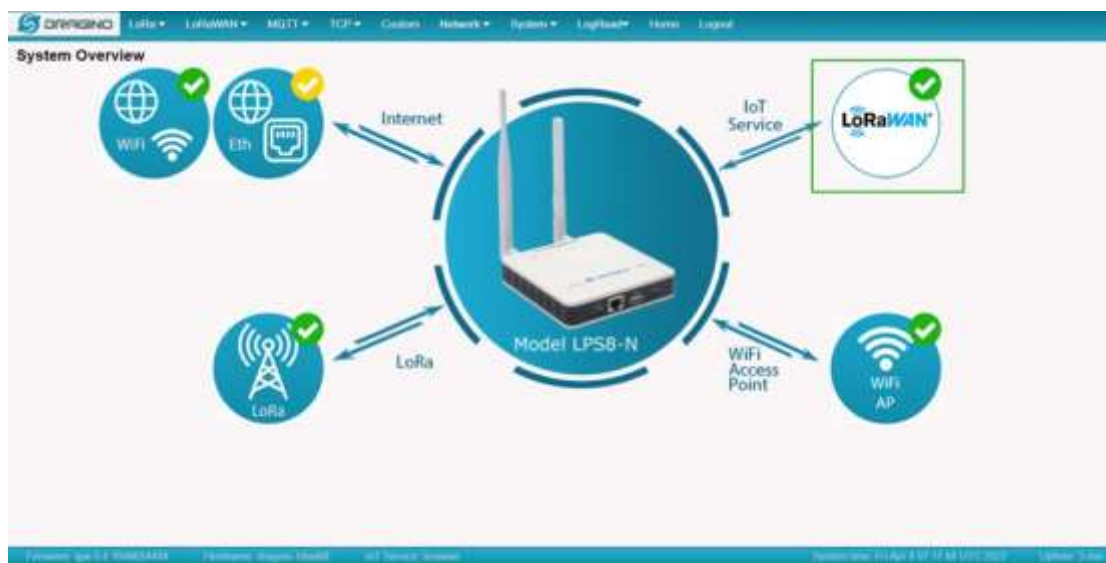 DRAGINO LoRa LoRaWAN MQTT TCP Custom Network System LogRead Home Logout
System Overview
WiFi
Eth
Internet
IoT
Service
LoRaWAN
Model LPS8-N
LoRa
LoRa
WiFi
Access
Point
WiFi
AP